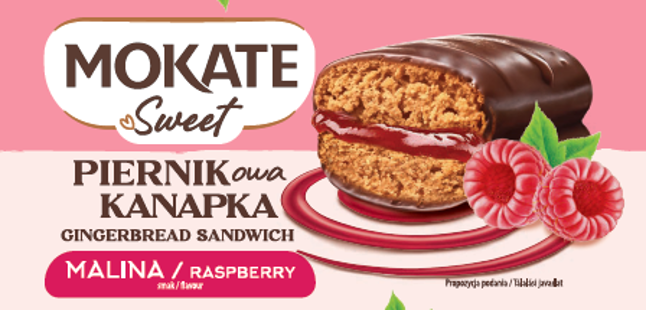 MOKATE
Sweet
PIERNIKowa
KANAPKA
GINGERBREAD SANDWICH
MALINA / RASPBERRY
smak / flavour
Propozycja podania / Tálalási javaslat